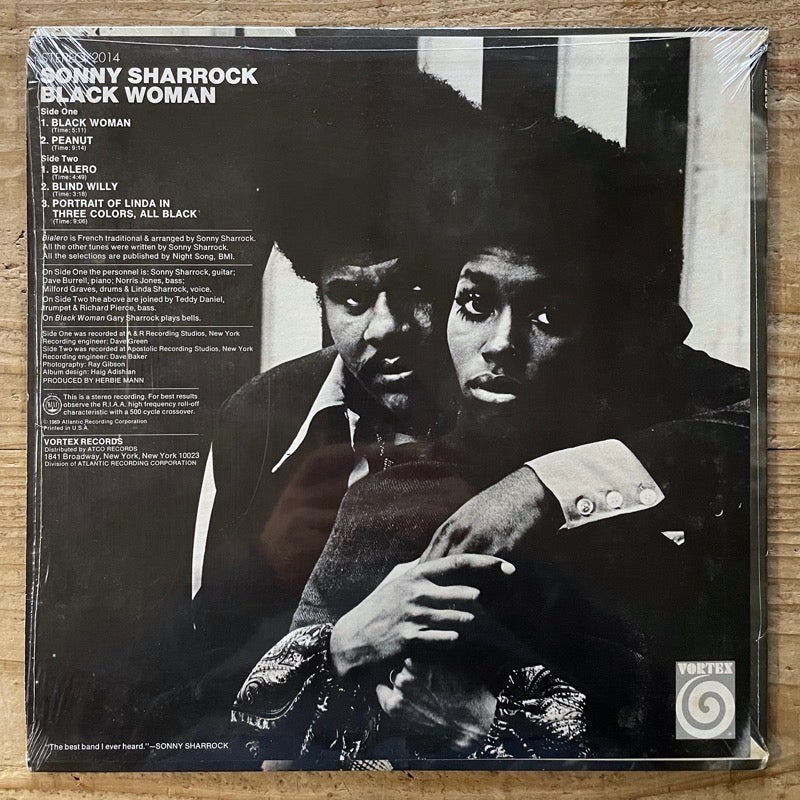 STEREO/2014
SONNY SHARROCK
BLACK WOMAN
Side One
1. BLACK WOMAN
(Time: 5:11)
2. PEANUT
(Time: 9:14)
Side Two
1. BIALERO
(Time: 4:49)
2. BLIND WILLY
(Time: 3:18)
3. PORTRAIT OF LINDA IN
THREE COLORS, ALL BLACK
(Time: 9:06)
Bialero is French traditional & arranged by Sonny Sharrock.
All the other tunes were written by Sonny Sharrock.
All the selections are published by Night Song, BMI.
On Side One the personnel is: Sonny Sharrock, guitar;
Dave Burrell, piano; Norris Jones, bass;
Milford Graves, drums & Linda Sharrock, voice.
On Side Two the above are joined by Teddy Daniel,
trumpet & Richard Pierce, bass.
On Black Woman Gary Sharrock plays bells.
Side One was recorded at A & R Recording Studios, New York
Recording engineer: Dave Green
Side Two was recorded at Apostolic Recording Studios, New York
Recording engineer: Dave Baker
Photography: Ray Gibson
Album design: Haig Adishian
PRODUCED BY HERBIE MANN
This is a stereo recording. For best results
observe the R.I.A.A. high frequency roll-off
characteristic with a 500 cycle crossover.
© 1969 Atlantic Recording Corporation
Printed in U.S.A.
VORTEX RECORDS
Distributed by ATCO RECORDS
1841 Broadway, New York, New York 10023
Division of ATLANTIC RECORDING CORPORATION
"The best band I ever heard."—SONNY SHARROCK
VORTEX
STEREO